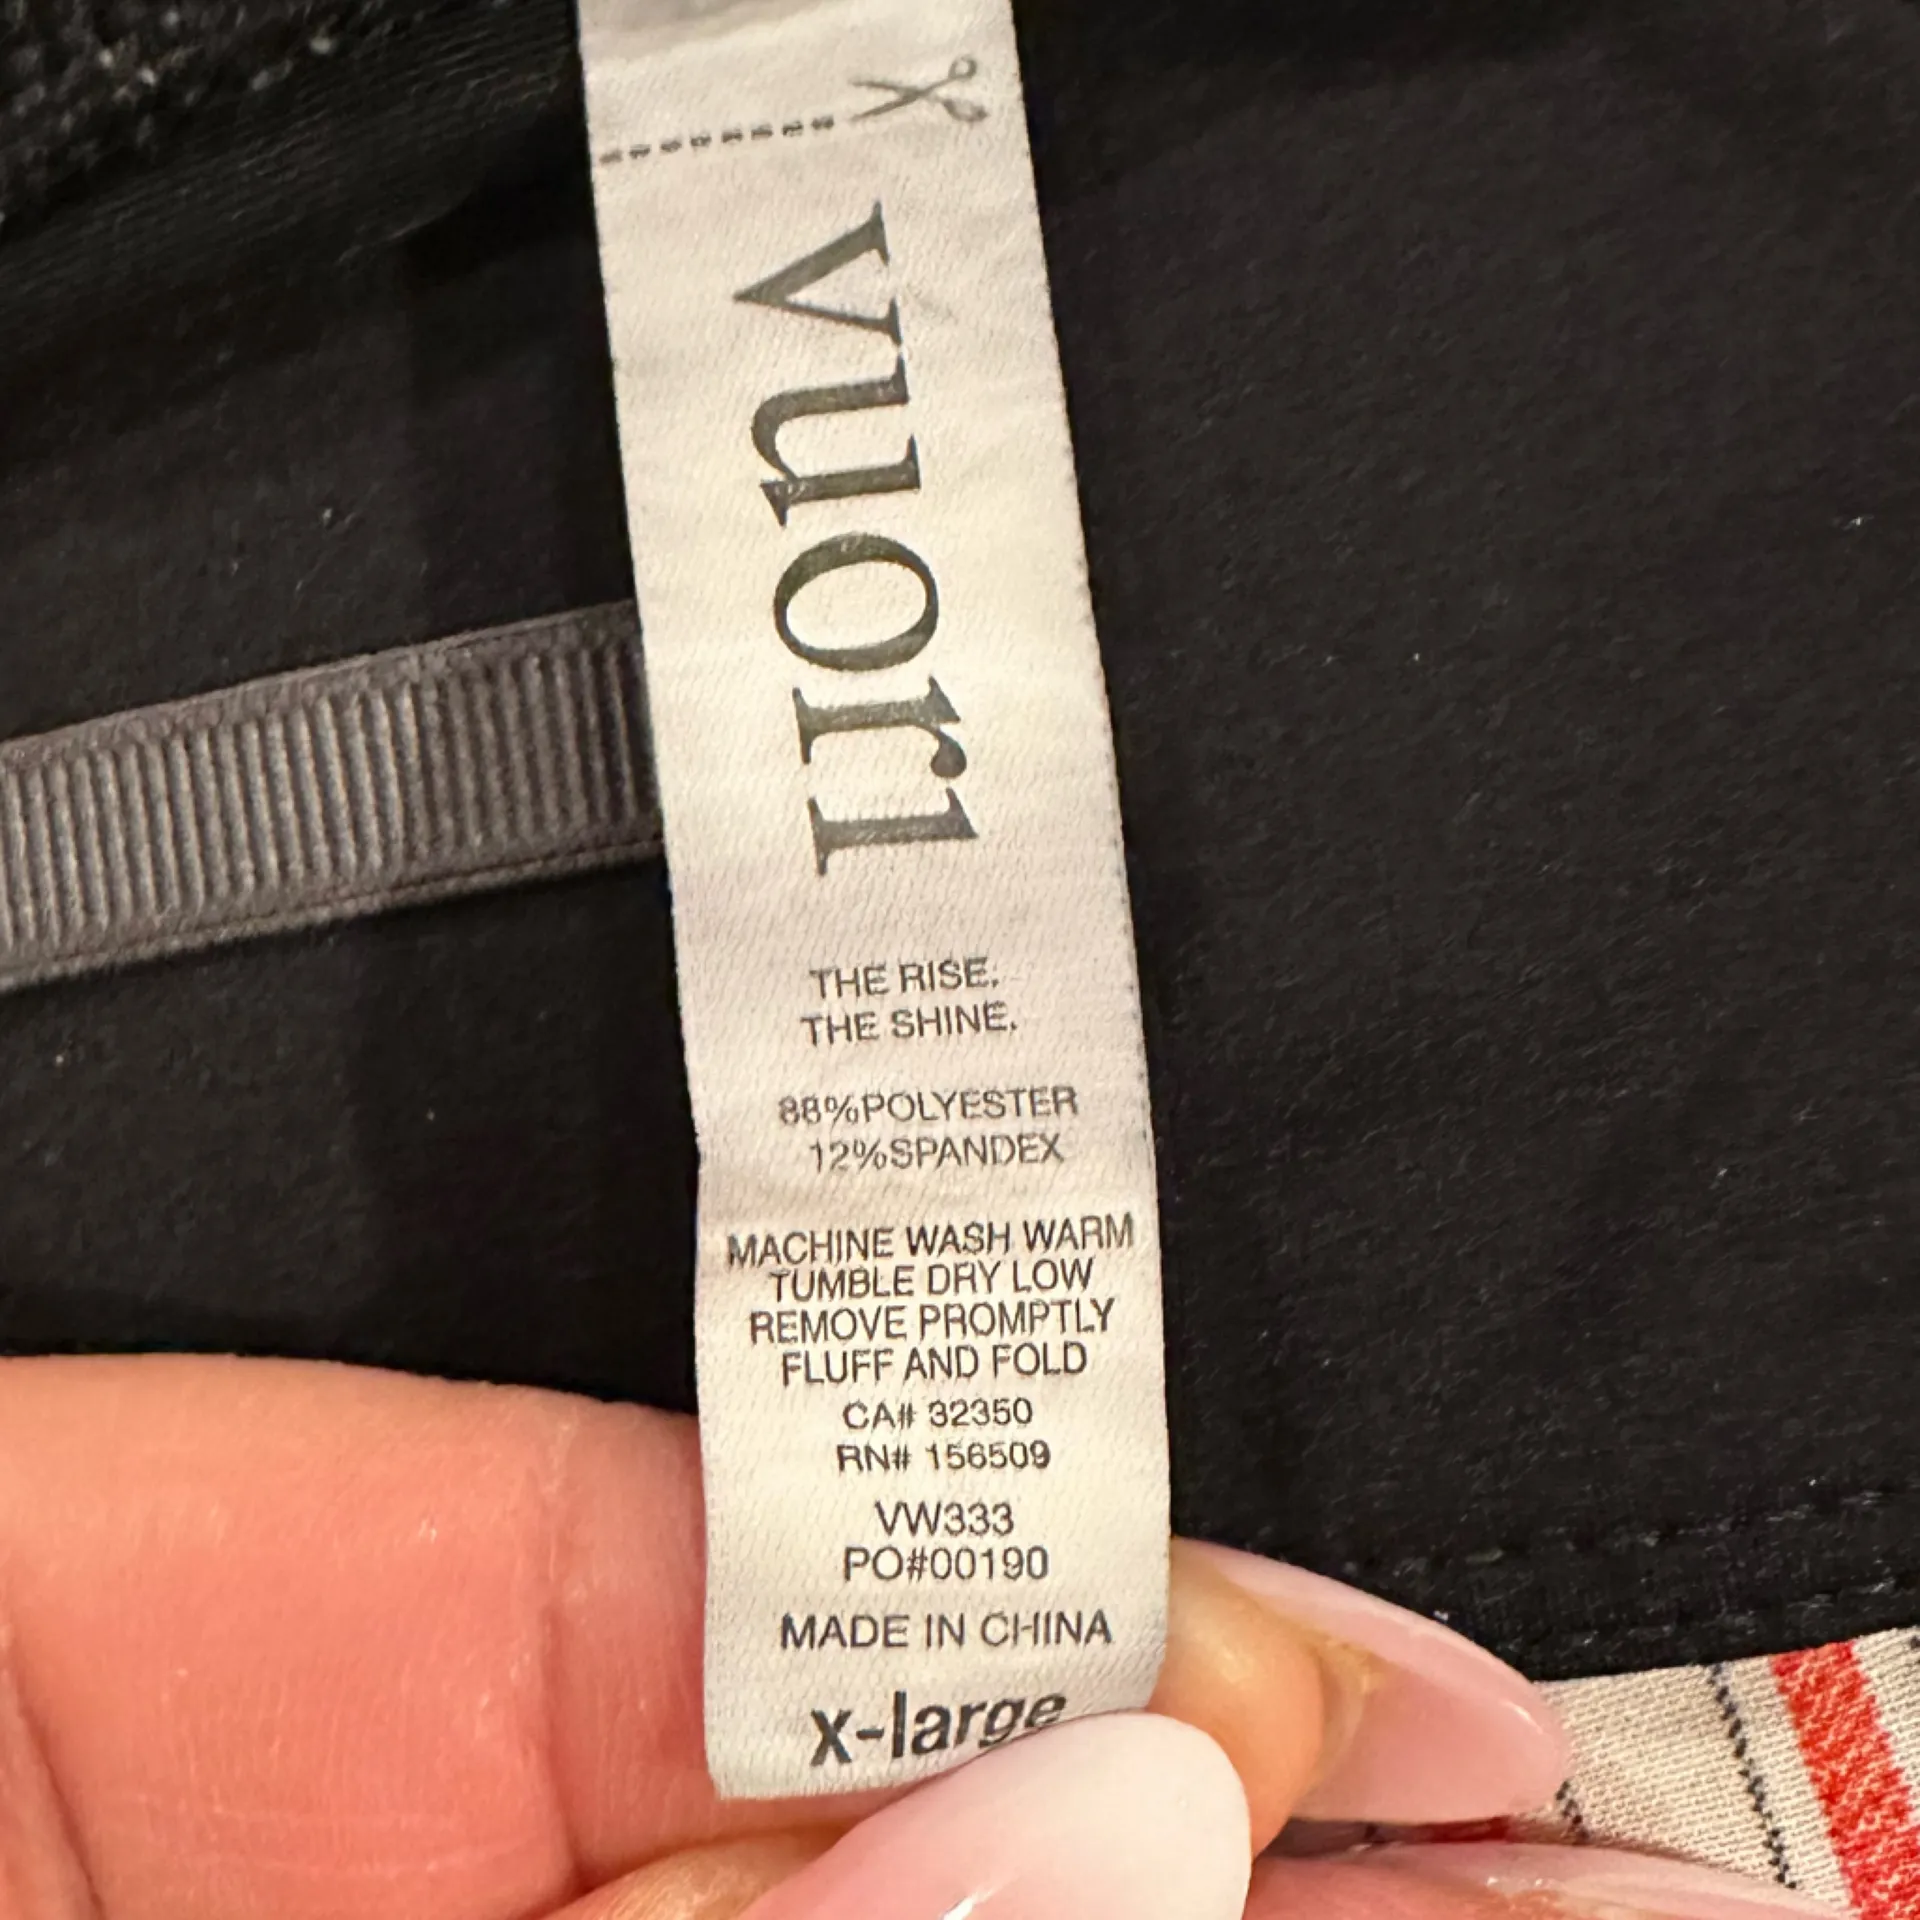 vuori
THE RISE.
THE SHINE.
88%POLYESTER
12%SPANDEX
MACHINE WASH WARM
TUMBLE DRY LOW
REMOVE PROMPTLY
FLUFF AND FOLD
CA# 32350
RN# 156509
VW333
PO#00190
MADE IN CHINA
x-large